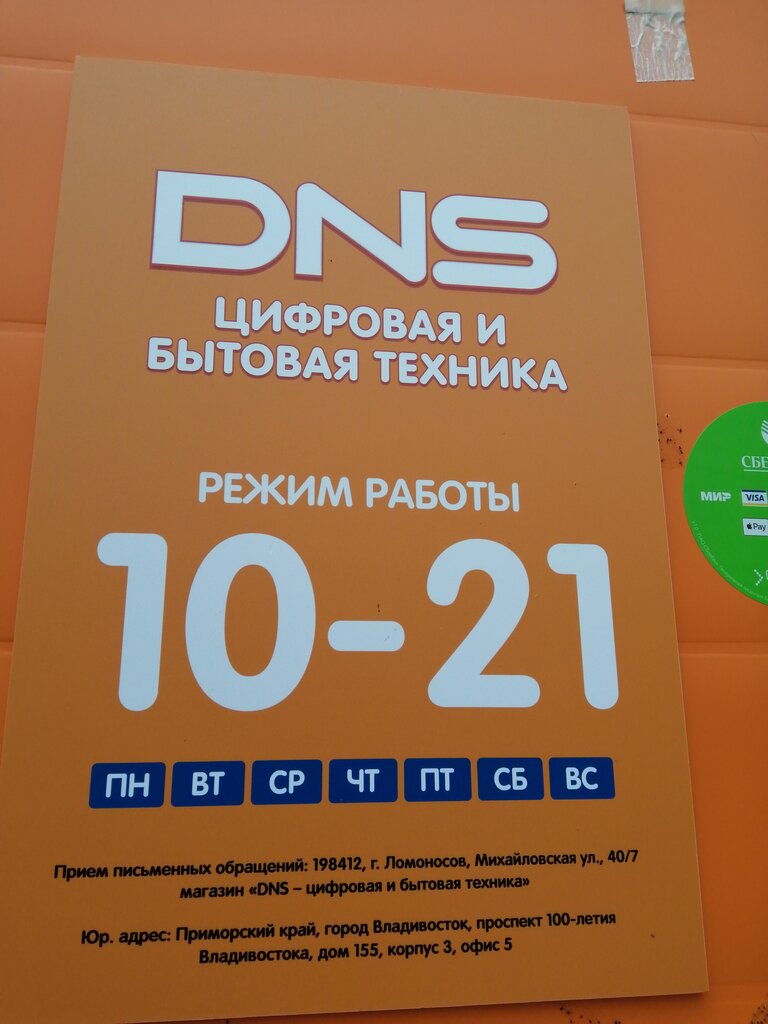 DNS
ЦИФРОВАЯ И
БЫТОВАЯ ТЕХНИКА
РЕЖИМ РАБОТЫ
10-21
ПН ВТ СР ЧТ ПТ СБ ВС
Прием письменных обращений: 198412, г. Ломоносов, Михайловская ул., 40/7
магазин «DNS – цифровая и бытовая техника»
Юр. адрес: Приморский край, город Владивосток, проспект 100-летия
Владивостока, дом 155, корпус 3, офис 5
СБЕ
МИР VISA
Pay